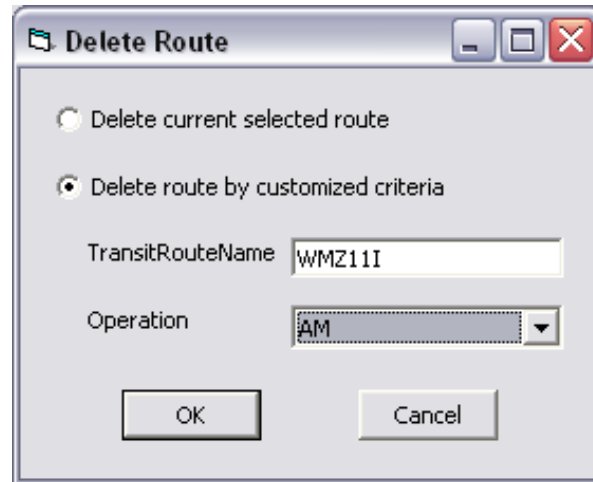 Delete Route
Delete current selected route
Delete route by customized criteria
TransitRouteName WMZ11I
Operation AM
OK Cancel